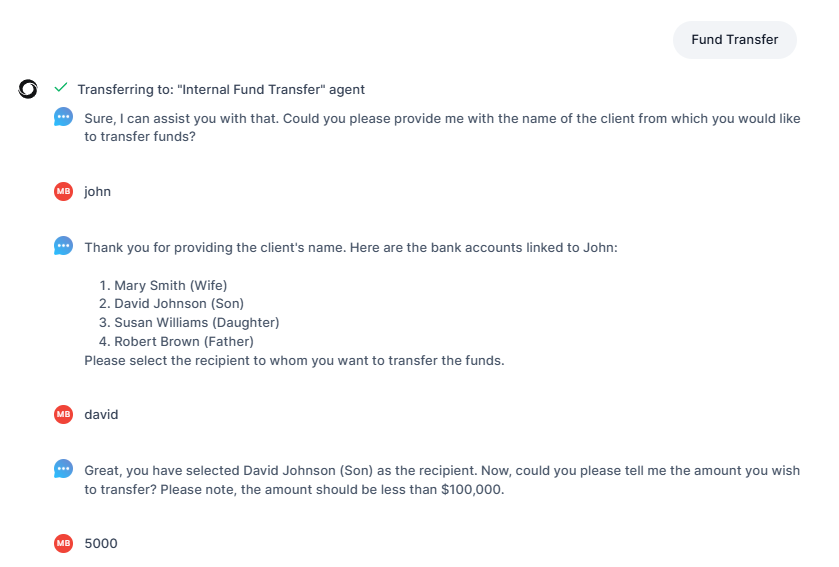 Fund Transfer
Transferring to: "Internal Fund Transfer" agent
Sure, I can assist you with that. Could you please provide me with the name of the client from which you would like
to transfer funds?
MB john
Thank you for providing the client's name. Here are the bank accounts linked to John:
1. Mary Smith (Wife)
2. David Johnson (Son)
3. Susan Williams (Daughter)
4. Robert Brown (Father)
Please select the recipient to whom you want to transfer the funds.
MB david
Great, you have selected David Johnson (Son) as the recipient. Now, could you please tell me the amount you wish
to transfer? Please note, the amount should be less than $100,000.
MB 5000